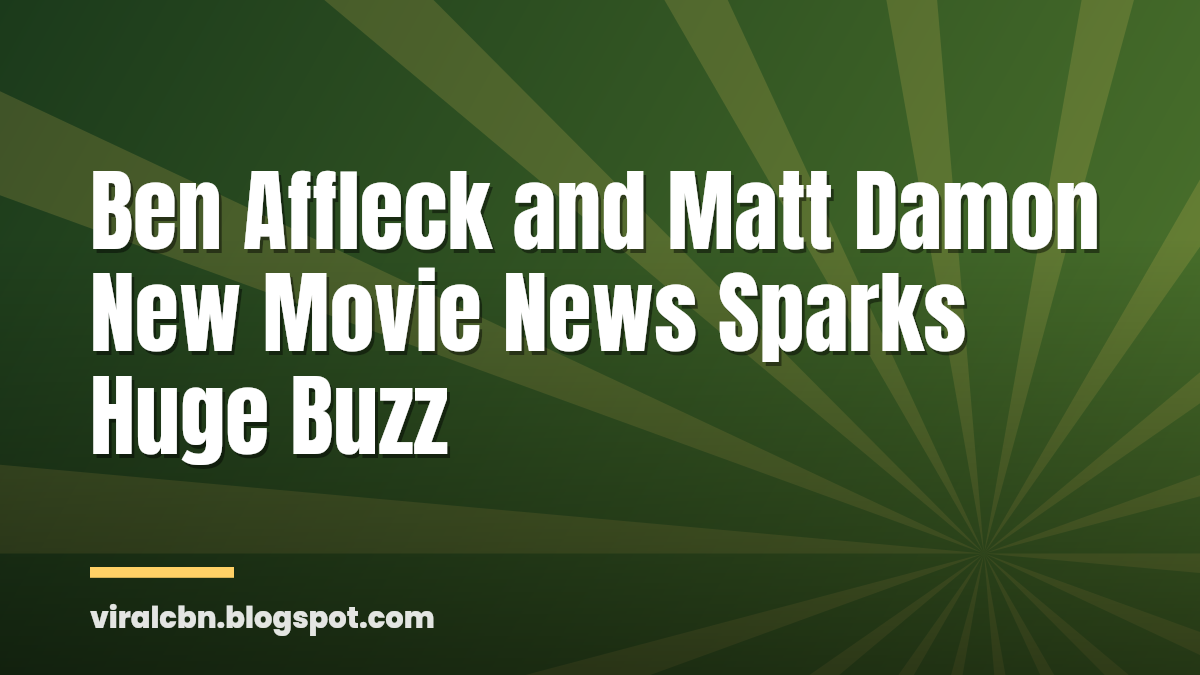 Ben Affleck and Matt Damon
New Movie News Sparks
Huge Buzz
viralcbn.blogspot.com